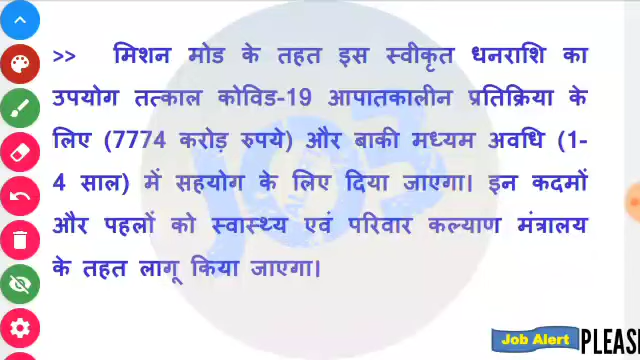 >> मिशन मोड के तहत इस स्वीकृत धनराशि का
उपयोग तत्काल कोविड-19 आपातकालीन प्रतिक्रिया के
लिए (7774 करोड़ रुपये) और बाकी मध्यम अवधि (1-
4 साल) में सहयोग के लिए दिया जाएगा। इन कदमों
और पहलों को स्वास्थ्य एवं परिवार कल्याण मंत्रालय
के तहत लागू किया जाएगा।
Job Alert PLEAS